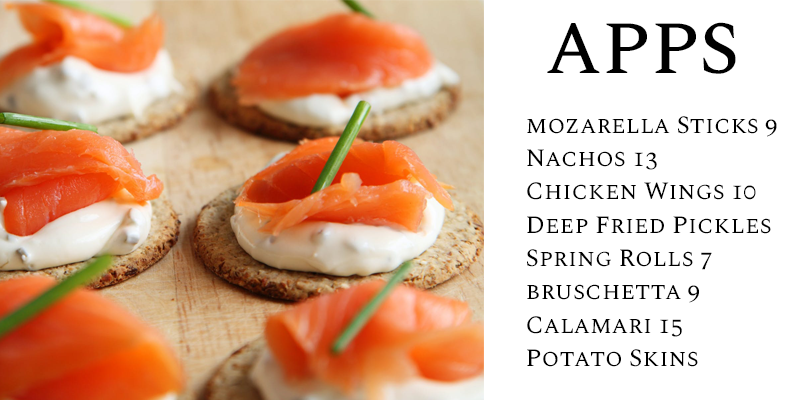 APPS
MOZARELLA STICKS 9
NACHOS 13
CHICKEN WINGS 10
DEEP FRIED PICKLES
SPRING ROLLS 7
BRUSCHETTA 9
CALAMARI 15
POTATO SKINS